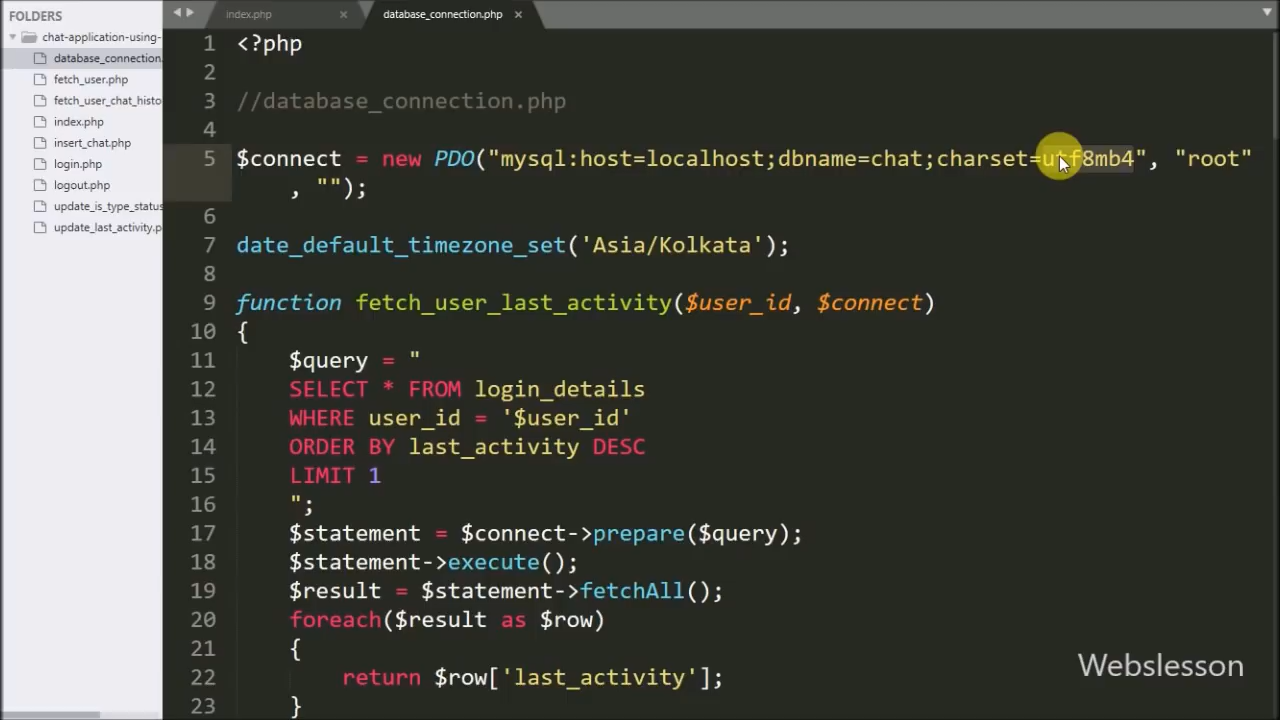 FOLDERS
chat-application-using-
database_connection.
fetch_user.php
fetch_user_chat_histo
index.php
insert_chat.php
login.php
logout.php
update_is_type_status
update_last_activity.p
index.php × database_connection.php ×
1 <?php
2
3 //database_connection.php
4
5 $connect = new PDO("mysql:host=localhost;dbname=chat;charset=utf8mb4", "root"
, "");
6
7 date_default_timezone_set('Asia/Kolkata');
8
9 function fetch_user_last_activity($user_id, $connect)
10 {
11 $query = "
12 SELECT * FROM login_details
13 WHERE user_id = '$user_id'
14 ORDER BY last_activity DESC
15 LIMIT 1
16 ";
17 $statement = $connect->prepare($query);
18 $statement->execute();
19 $result = $statement->fetchAll();
20 foreach($result as $row)
21 {
22 return $row['last_activity'];
23 }
Webslesson